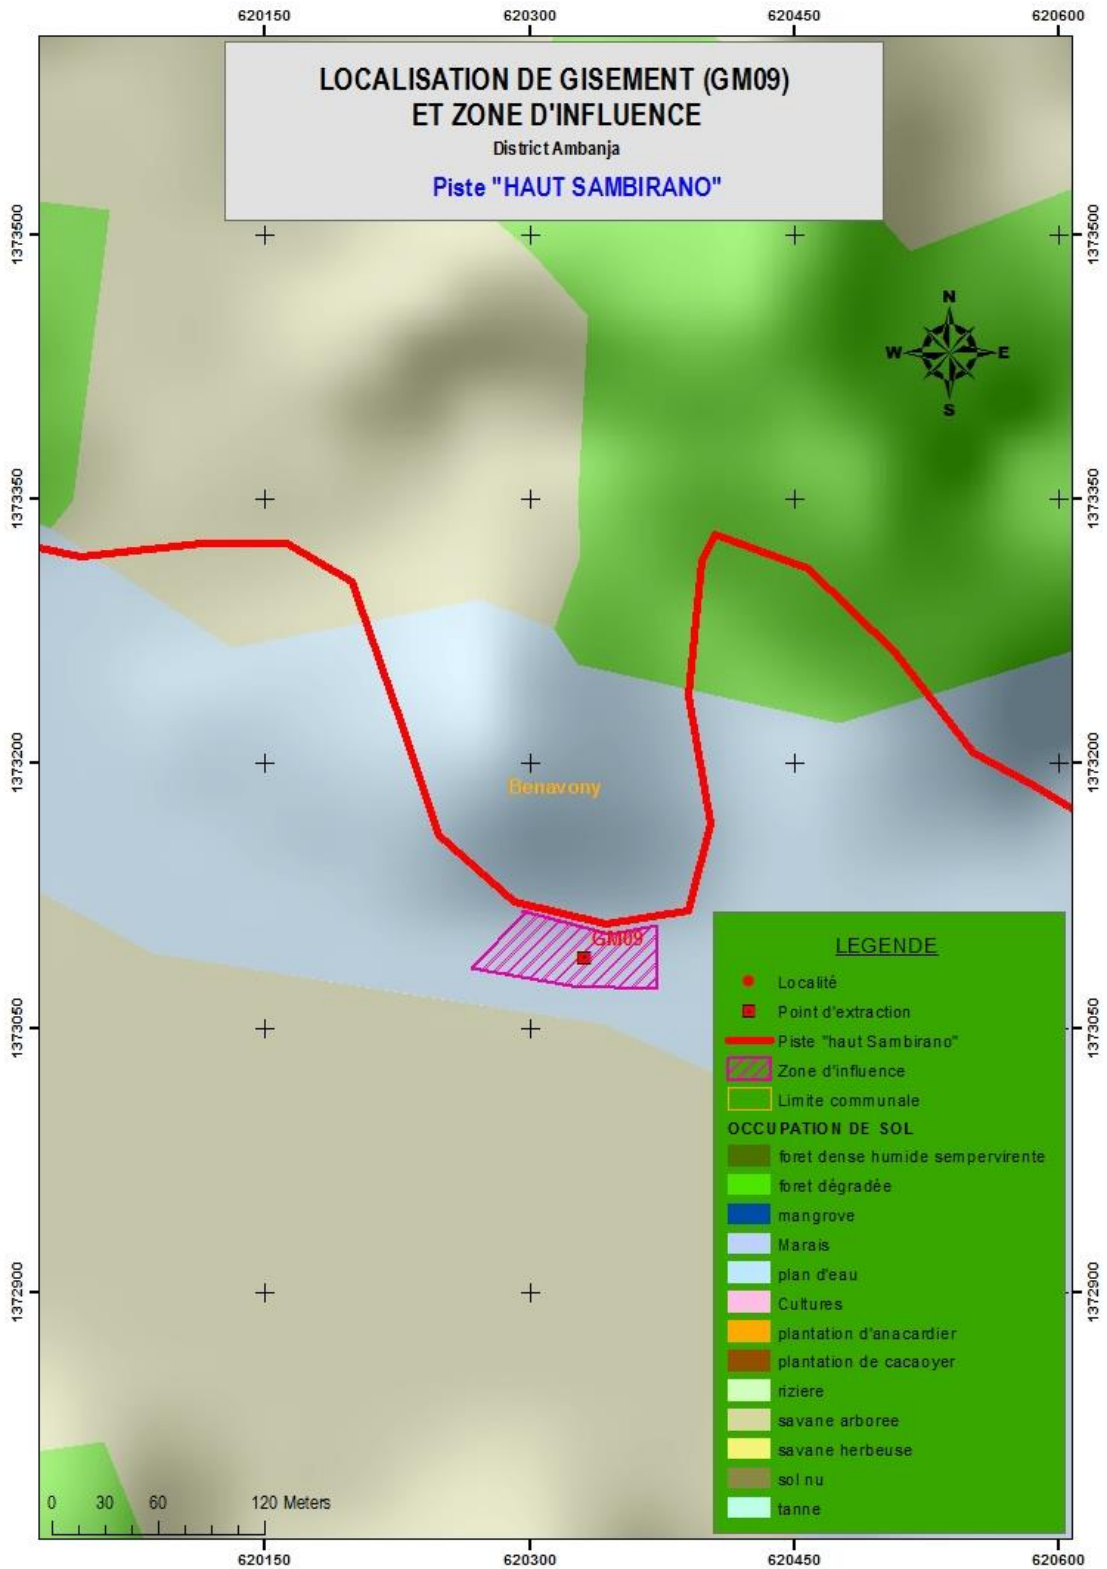 620150 620300 620450 620600
LOCALISATION DE GISEMENT (GM09)
ET ZONE D'INFLUENCE
District Ambanja
Piste "HAUT SAMBIRANO"
1373500 1373500
N
W E
S
1373350 1373350
1373200 1373200
Benavony
GM09
1373050 1373050
LEGENDE
Localité
Point d'extraction
Piste "haut Sambirano"
Zone d'influence
Limite communale
OCCUPATION DE SOL
foret dense humide sempervirente
foret dégradée
mangrove
Marais
plan d'eau
Cultures
plantation d'anacardier
plantation de cacaoyer
riziere
savane arboree
savane herbeuse
sol nu
tanne
1372900 1372900
0 30 60 120 Meters
620150 620300 620450 620600